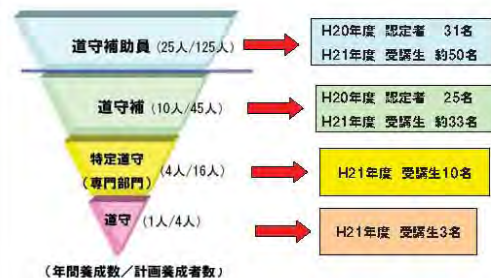 道守補助員 (25人/125人)
H20年度 認定者 31名
H21年度 受講生 約50名
道守補 (10人/45人)
H20年度 認定者 25名
H21年度 受講生 約33名
特定道守
(専門部門)
(4人/16人)
H21年度 受講生10名
道守
(1人/4人)
H21年度 受講生3名
(年間養成数／計画養成者数)